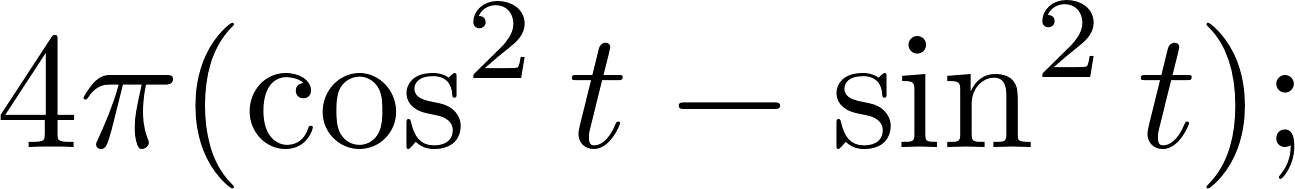 4π(cos² t − sin² t);